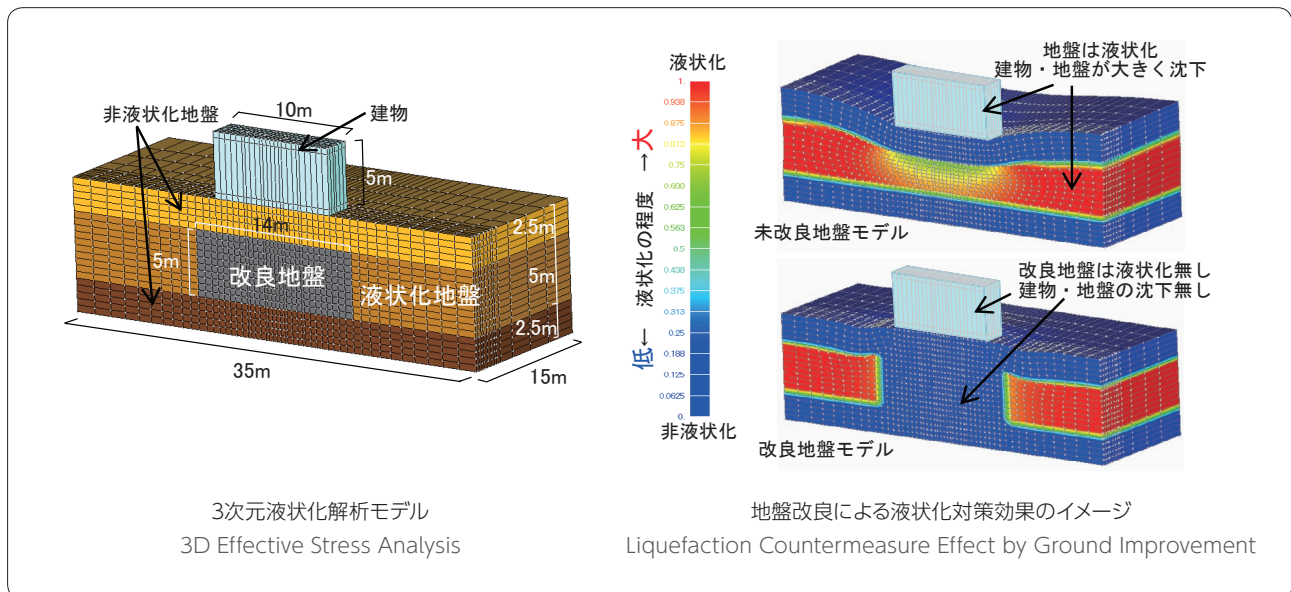 非液状化地盤
10m
建物
5m
14m
2.5m
5m
改良地盤
液状化地盤
5m
2.5m
35m
15m
3次元液状化解析モデル
3D Effective Stress Analysis
液状化
1.
0.938
0.875
0.813
0.75
0.600
0.625
0.563
0.5
0.438
0.375
0.313
0.25
0.188
0.125
0.0625
0.
非液状化
低← 液状化の程度 →大
地盤は液状化
建物・地盤が大きく沈下
未改良地盤モデル
改良地盤は液状化無し
建物・地盤の沈下無し
改良地盤モデル
地盤改良による液状化対策効果のイメージ
Liquefaction Countermeasure Effect by Ground Improvement